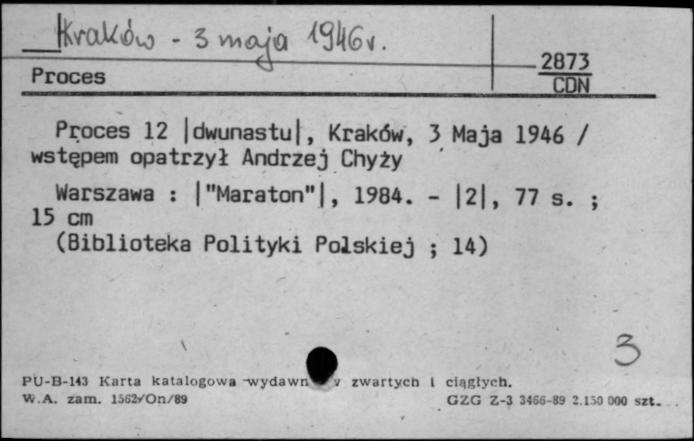 Kraków - 3 maja 1946 r.
2873
Proces
CDN
Proces 12 |dwunastu|, Kraków, 3 Maja 1946 /
wstępem opatrzył Andrzej Chyży
Warszawa : |"Maraton"|, 1984. - |2|, 77 s. ;
15 cm
(Biblioteka Polityki Polskiej ; 14)
3
PU-B-143 Karta katalogowa wydawn w zwartych i ciągłych.
W.A. zam. 1562/On/89
GZG Z-3 3466-89 2.150 000 szt.